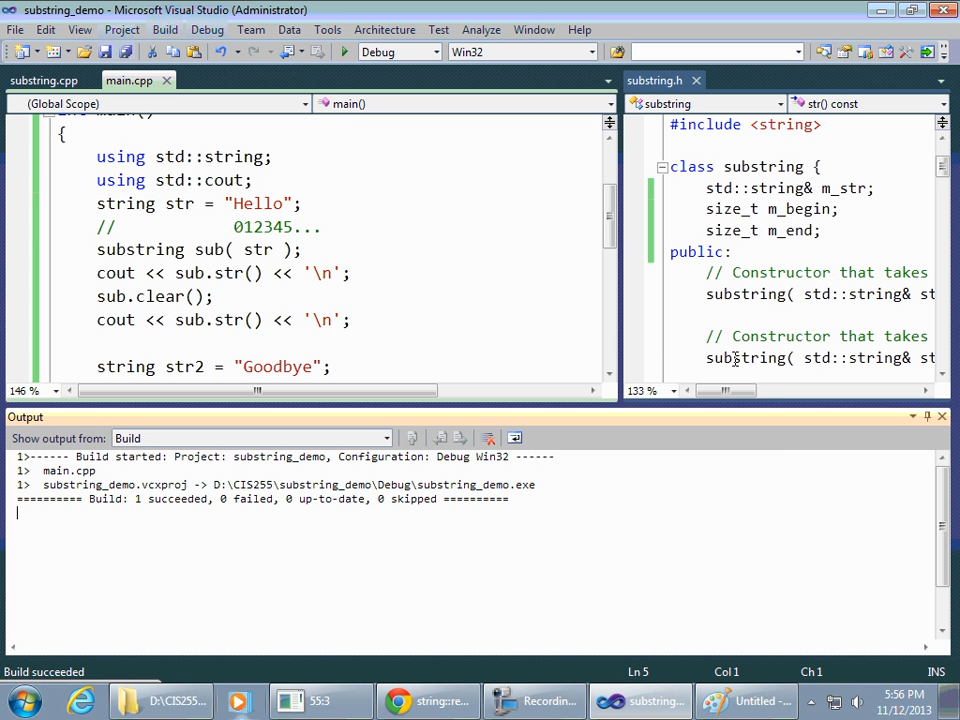 substring_demo - Microsoft Visual Studio (Administrator)
File Edit View Project Build Debug Team Data Tools Architecture Test Analyze Window Help
Debug Win32
substring.cpp main.cpp substring.h
(Global Scope) main() substring str() const
{
using std::string;
using std::cout;
string str = "Hello";
// 012345...
substring sub( str );
cout << sub.str() << '\n';
sub.clear();
cout << sub.str() << '\n';
string str2 = "Goodbye";
146 %
#include <string>
class substring {
std::string& m_str;
size_t m_begin;
size_t m_end;
public:
// Constructor that takes
substring( std::string& st
// Constructor that takes
substring( std::string& st
133 %
Output
Show output from: Build
1>------ Build started: Project: substring_demo, Configuration: Debug Win32 ------
1> main.cpp
1> substring_demo.vcxproj -> D:\CIS255\substring_demo\Debug\substring_demo.exe
========== Build: 1 succeeded, 0 failed, 0 up-to-date, 0 skipped ==========
Build succeeded Ln 5 Col 1 Ch 1 INS
D:\CIS255... 55:3 string::re... Recordin... substring... Untitled - ...
5:56 PM
11/12/2013